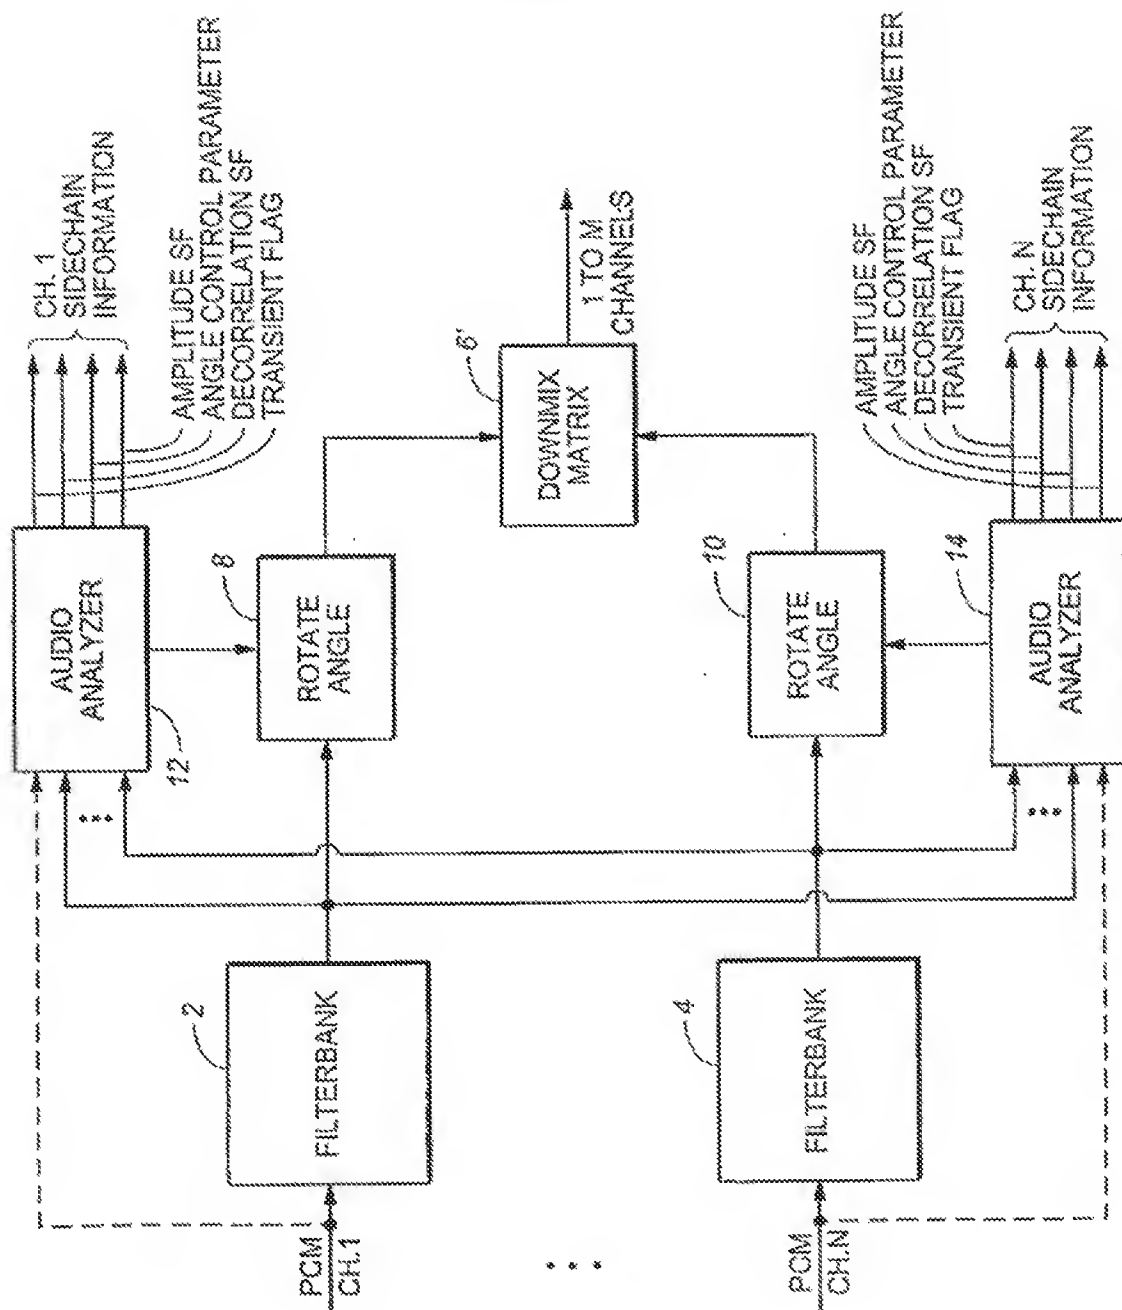 CH. 1
SIDECHAIN
INFORMATION
AMPLITUDE SF
ANGLE CONTROL PARAMETER
DECORRELATION SF
TRANSIENT FLAG
AUDIO
ANALYZER
12
8
ROTATE
ANGLE
2
FILTERBANK
PCM
CH.1
6'
DOWNMIX
MATRIX
1 TO M
CHANNELS
...
AMPLITUDE SF
ANGLE CONTROL PARAMETER
DECORRELATION SF
TRANSIENT FLAG
CH. N
SIDECHAIN
INFORMATION
10
ROTATE
ANGLE
14
AUDIO
ANALYZER
4
FILTERBANK
PCM
CH.N